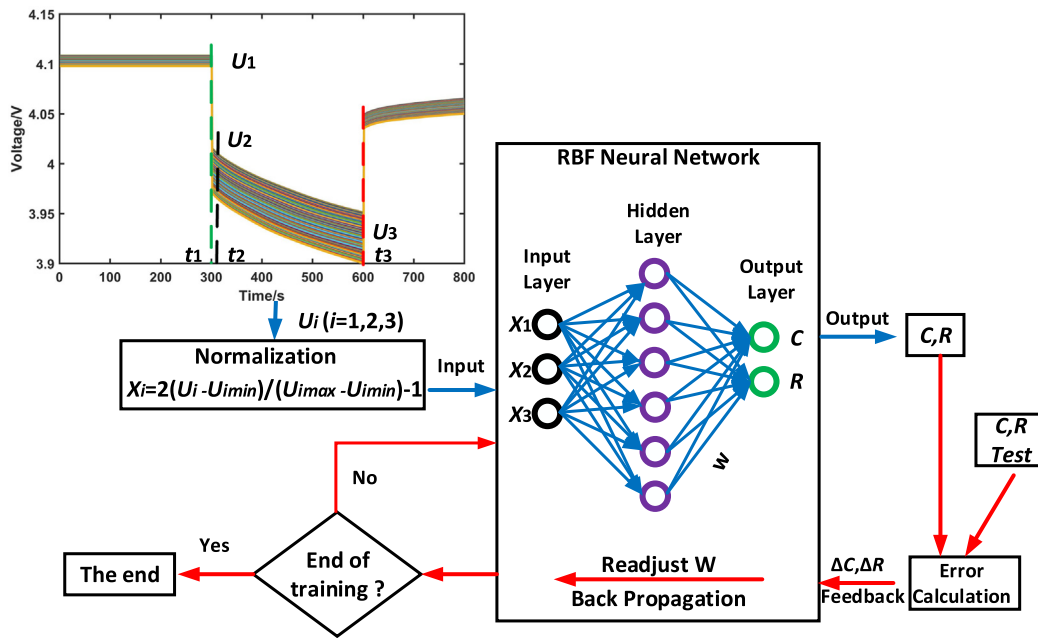 4.15
4.1
4.05
4
3.95
3.9
Voltage/V
U1
U2
U3
t1
t2
t3
0
100
200
300
400
500
600
700
800
Time/s
Ui (i=1,2,3)
Normalization
Xi=2(Ui -Uimin)/(Uimax -Uimin)-1
Input
RBF Neural Network
Hidden
Layer
Input
Layer
Output
Layer
X1
X2
X3
C
R
W
Output
C,R
C,R
Test
No
Yes
The end
End of
training ?
Readjust W
Back Propagation
ΔC,ΔR
Feedback
Error
Calculation